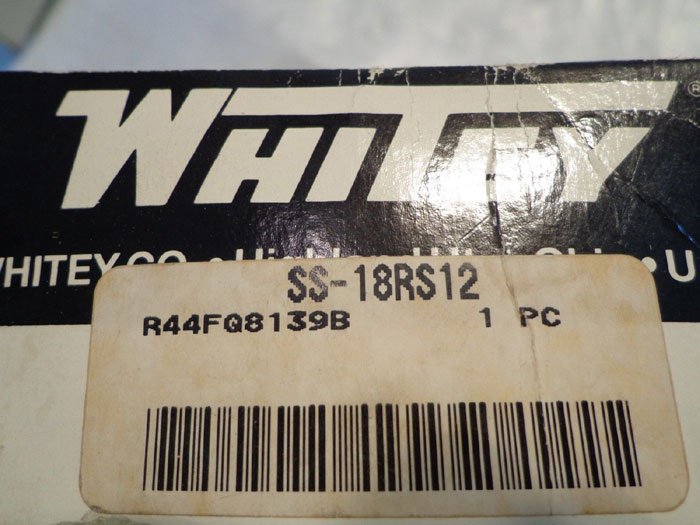 WHITEY®
WHITEY CO. • • U
SS-18RS12
R44FQ8139B 1 PC